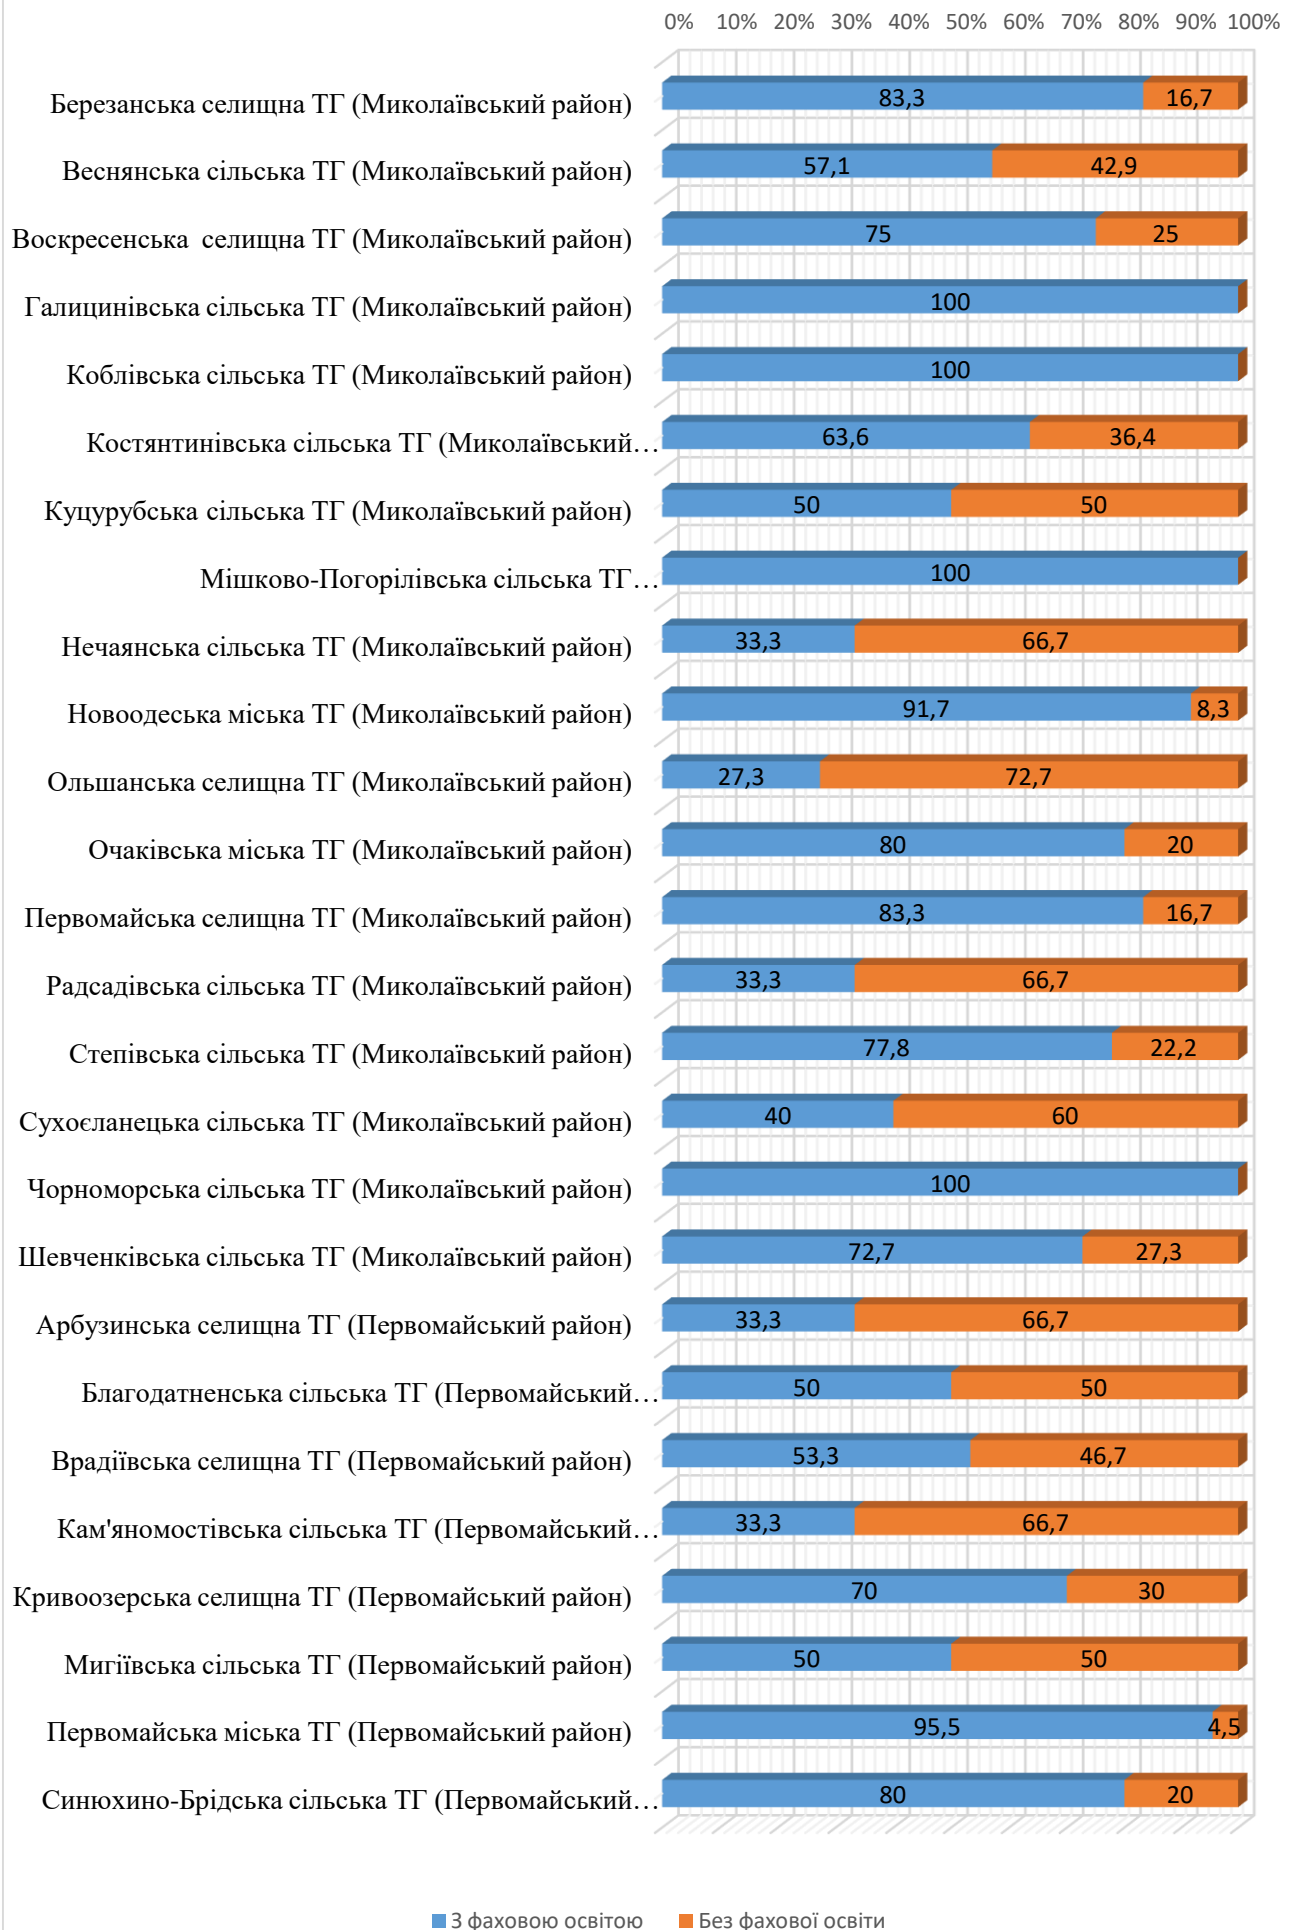 0% 10% 20% 30% 40% 50% 60% 70% 80% 90% 100%
Березанська селищна ТГ (Миколаївський район) 83,3 16,7
Веснянська сільська ТГ (Миколаївський район) 57,1 42,9
Воскресенська селищна ТГ (Миколаївський район) 75 25
Галицинівська сільська ТГ (Миколаївський район) 100
Коблівська сільська ТГ (Миколаївський район) 100
Костянтинівська сільська ТГ (Миколаївський… 63,6 36,4
Куцурубська сільська ТГ (Миколаївський район) 50 50
Мішково-Погорілівська сільська ТГ… 100
Нечаянська сільська ТГ (Миколаївський район) 33,3 66,7
Новоодеська міська ТГ (Миколаївський район) 91,7 8,3
Ольшанська селищна ТГ (Миколаївський район) 27,3 72,7
Очаківська міська ТГ (Миколаївський район) 80 20
Первомайська селищна ТГ (Миколаївський район) 83,3 16,7
Радсадівська сільська ТГ (Миколаївський район) 33,3 66,7
Степівська сільська ТГ (Миколаївський район) 77,8 22,2
Сухоєланецька сільська ТГ (Миколаївський район) 40 60
Чорноморська сільська ТГ (Миколаївський район) 100
Шевченківська сільська ТГ (Миколаївський район) 72,7 27,3
Арбузинська селищна ТГ (Первомайський район) 33,3 66,7
Благодатненська сільська ТГ (Первомайський… 50 50
Врадіївська селищна ТГ (Первомайський район) 53,3 46,7
Кам'яномостівська сільська ТГ (Первомайський… 33,3 66,7
Кривоозерська селищна ТГ (Первомайський район) 70 30
Мигіївська сільська ТГ (Первомайський район) 50 50
Первомайська міська ТГ (Первомайський район) 95,5 4,5
Синюхино-Брідська сільська ТГ (Первомайський… 80 20
З фаховою освітою Без фахової освіти